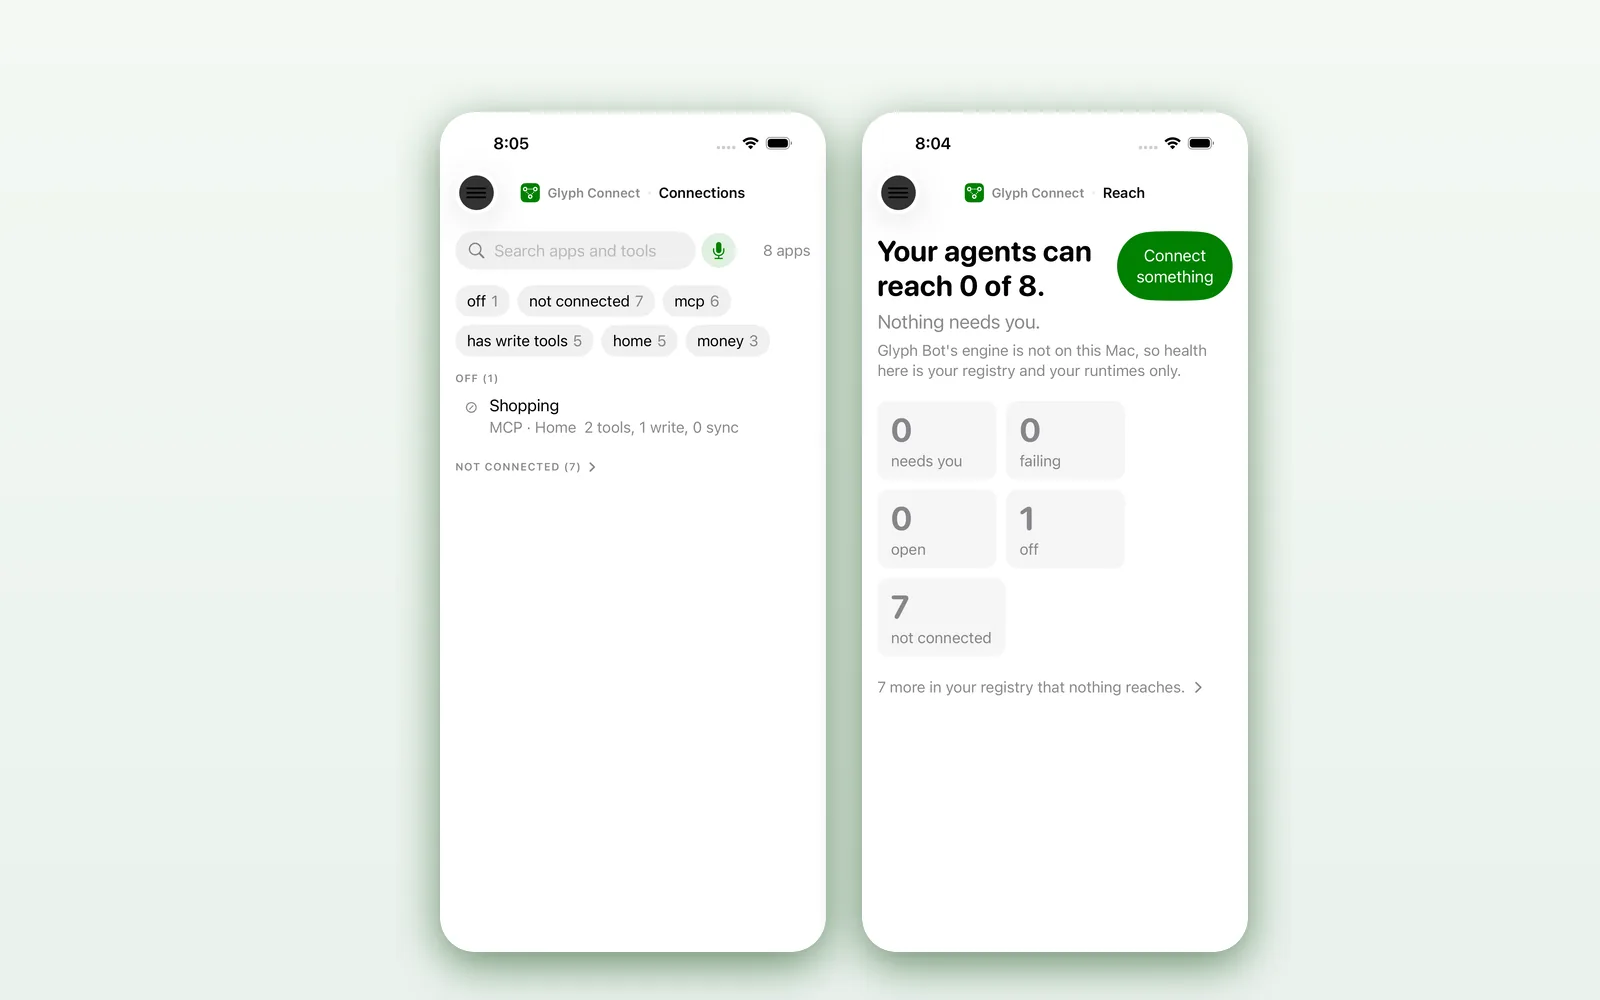 8:05
Glyph Connect · Connections
Search apps and tools
8 apps
off 1
not connected 7
mcp 6
has write tools 5
home 5
money 3
OFF (1)
Shopping
MCP · Home 2 tools, 1 write, 0 sync
NOT CONNECTED (7)
8:04
Glyph Connect · Reach
Your agents can
reach 0 of 8.
Connect
something
Nothing needs you.
Glyph Bot's engine is not on this Mac, so health
here is your registry and your runtimes only.
0
needs you
0
failing
0
open
1
off
7
not connected
7 more in your registry that nothing reaches.